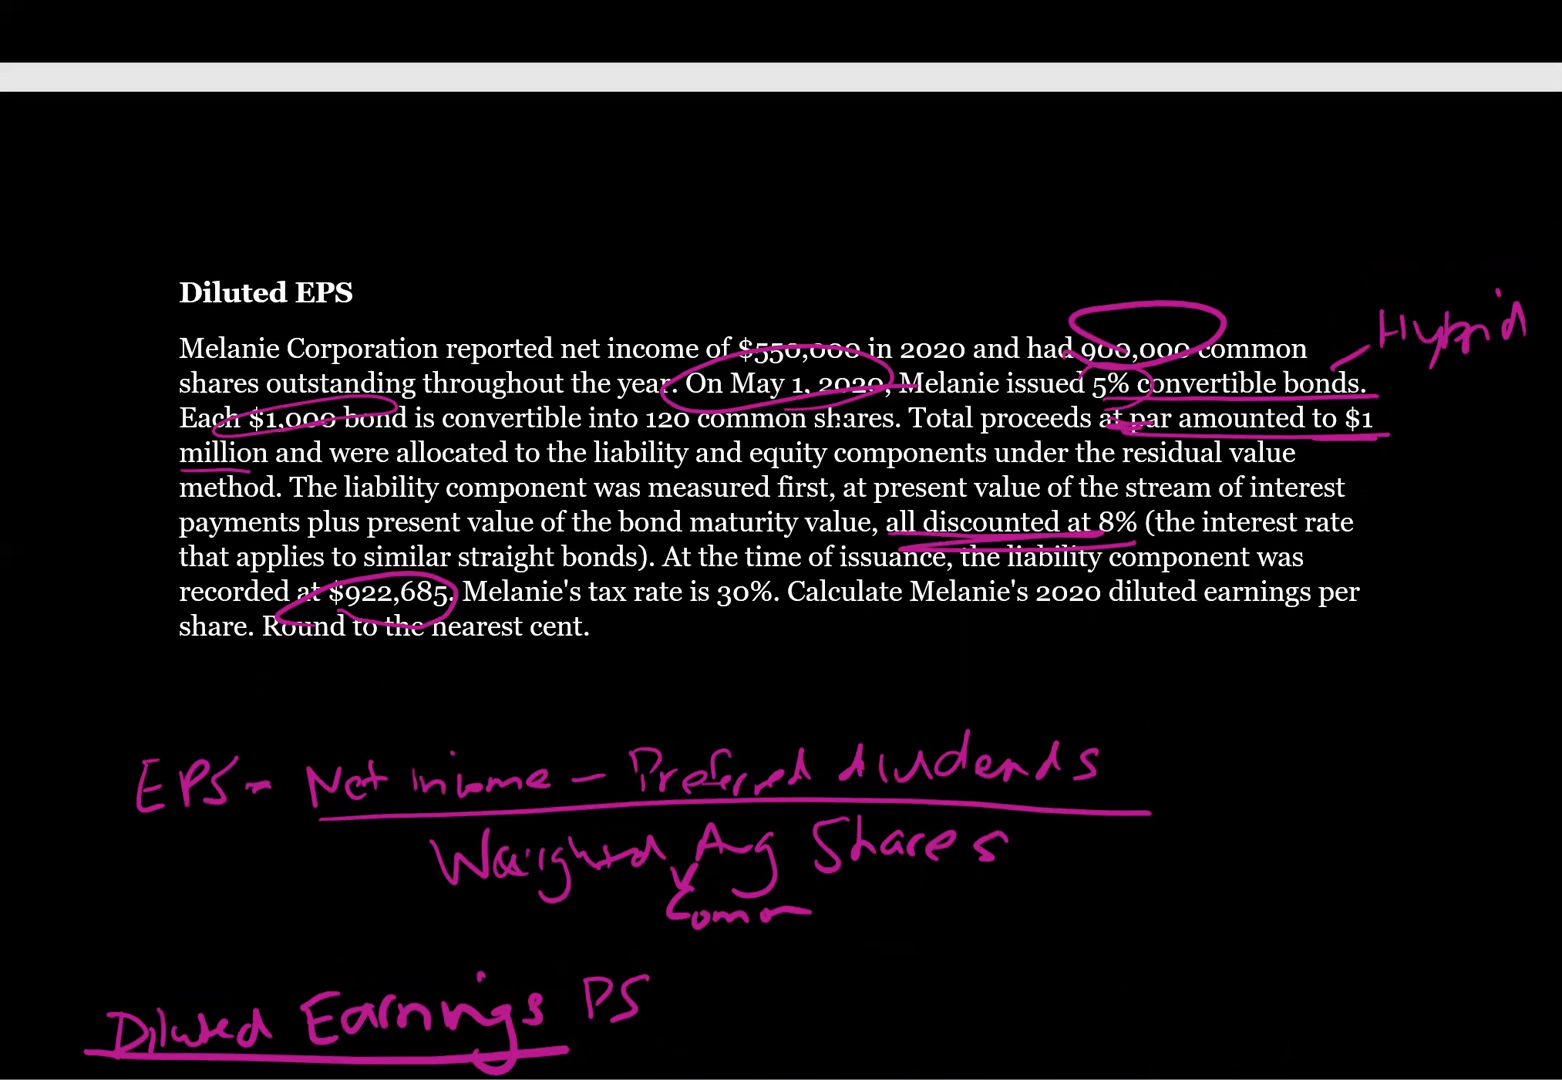 Diluted EPS
Melanie Corporation reported net income of $550,000 in 2020 and had 900,000 common
shares outstanding throughout the year. On May 1, 2020, Melanie issued 5% convertible bonds.
Hybrid
Each $1,000 bond is convertible into 120 common shares. Total proceeds at par amounted to $1
million and were allocated to the liability and equity components under the residual value
method. The liability component was measured first, at present value of the stream of interest
payments plus present value of the bond maturity value, all discounted at 8% (the interest rate
that applies to similar straight bonds). At the time of issuance, the liability component was
recorded at $922,685. Melanie's tax rate is 30%. Calculate Melanie's 2020 diluted earnings per
share. Round to the nearest cent.
EPS = Net income - Preferred dividends
Weighted Avg Shares
Common
Diluted Earnings PS